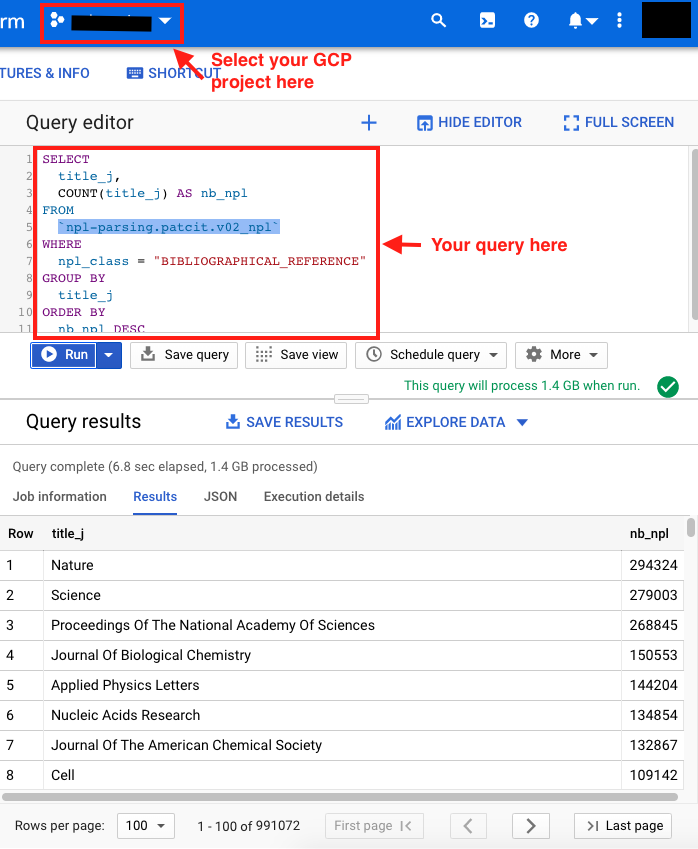 rm
Select your GCP
project here
TURES & INFO
SHORTCUT
Query editor
HIDE EDITOR
FULL SCREEN
1 SELECT
2 title_j,
3 COUNT(title_j) AS nb_npl
4 FROM
5 `npl-parsing.patcit.v02_npl`
6 WHERE
7 npl_class = "BIBLIOGRAPHICAL_REFERENCE"
8 GROUP BY
9 title_j
10 ORDER BY
11 nb_npl DESC
Your query here
Run
Save query
Save view
Schedule query
More
This query will process 1.4 GB when run.
Query results
SAVE RESULTS
EXPLORE DATA
Query complete (6.8 sec elapsed, 1.4 GB processed)
Job information Results JSON Execution details
Row title_j nb_npl
1 Nature 294324
2 Science 279003
3 Proceedings Of The National Academy Of Sciences 268845
4 Journal Of Biological Chemistry 150553
5 Applied Physics Letters 144204
6 Nucleic Acids Research 134854
7 Journal Of The American Chemical Society 132867
8 Cell 109142
Rows per page: 100 1 - 100 of 991072 First page Last page